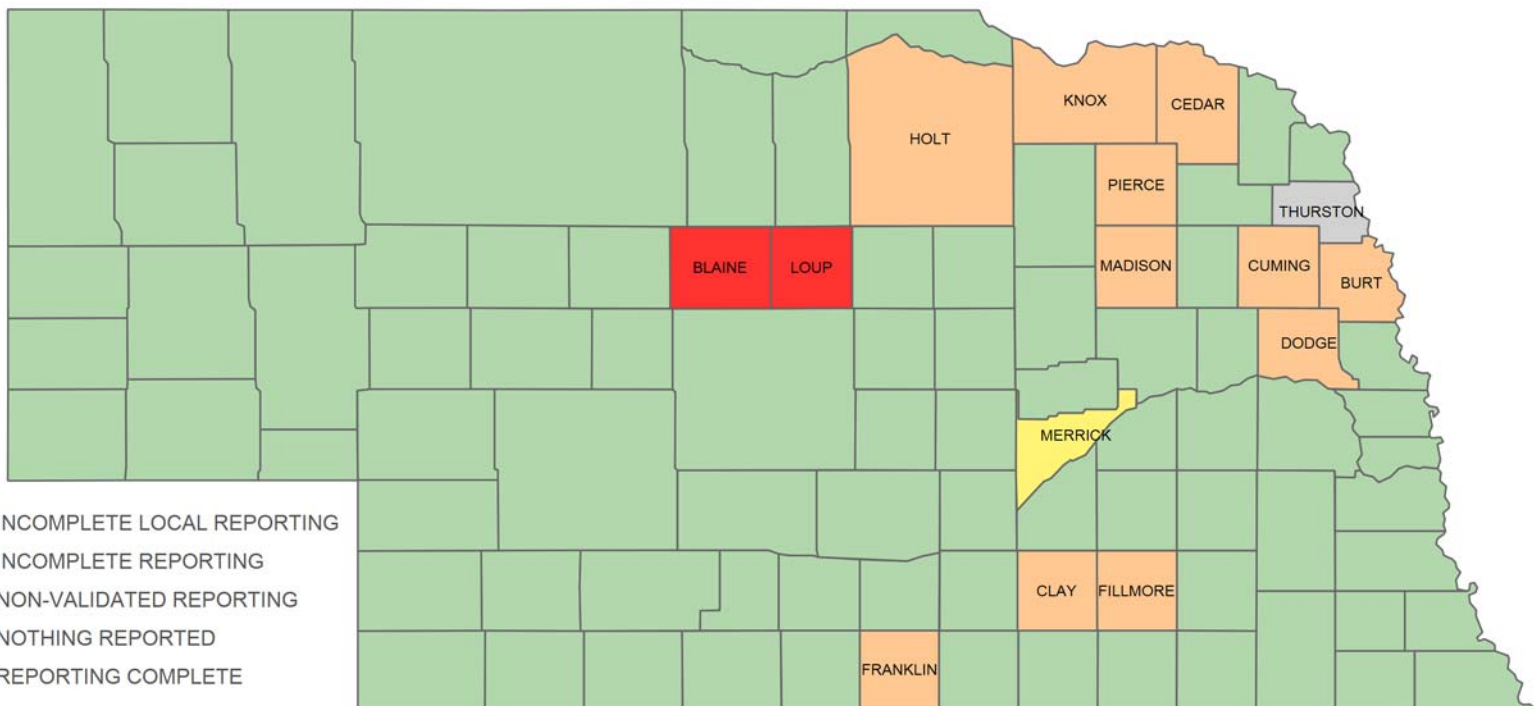 KNOX
CEDAR
HOLT
PIERCE
THURSTON
BLAINE
LOUP
MADISON
CUMING
BURT
DODGE
MERRICK
NCOMPLETE LOCAL REPORTING
NCOMPLETE REPORTING
NON-VALIDATED REPORTING
NOTHING REPORTED
REPORTING COMPLETE
CLAY
FILLMORE
FRANKLIN